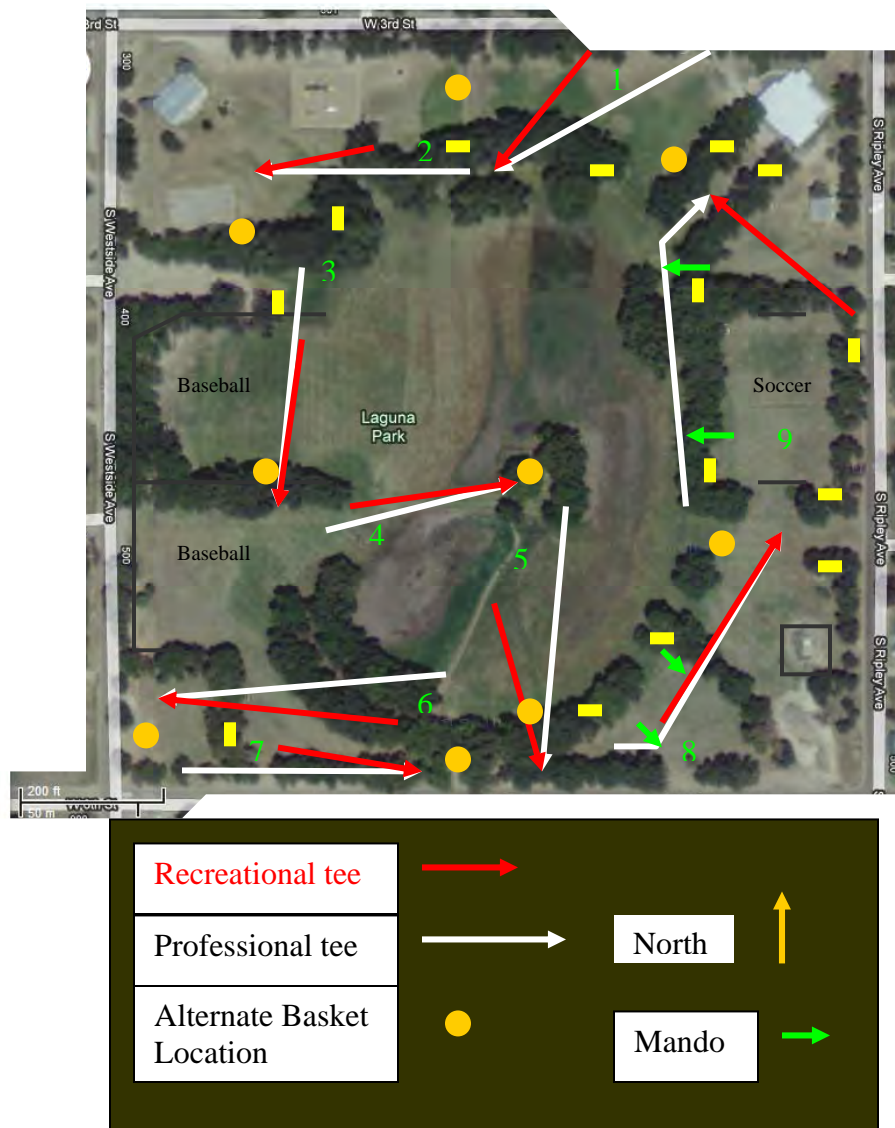 3rd St
W 3rd St
300
1
S Ripley Ave
2
S Westside Ave
3
400
Baseball
Soccer
Laguna
Park
9
S Westside Ave
S Ripley Ave
4
500
Baseball
5
S Ripley Ave
6
7
8
200 ft
50 m
Recreational tee
Professional tee
North
Alternate Basket
Location
Mando